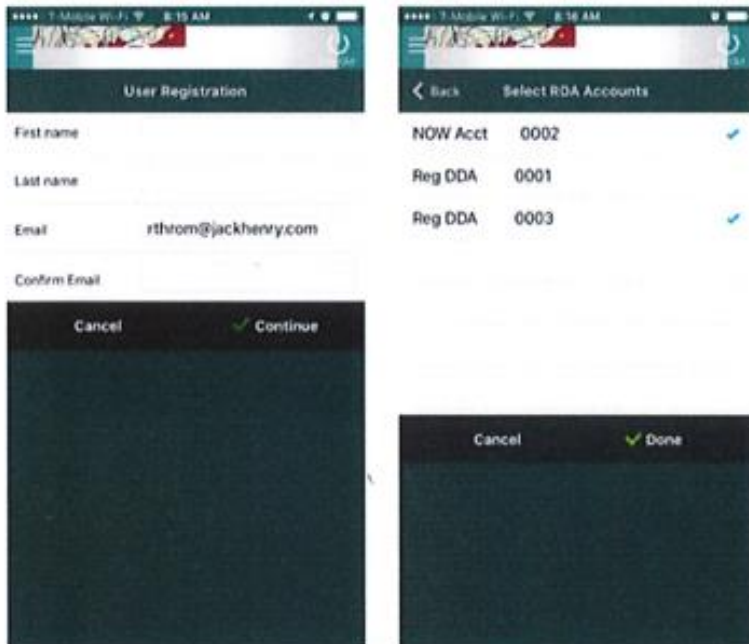 T-Mobile Wi-Fi 8:15 AM
User Registration
First name
Last name
Email rthrom@jackhenry.com
Confirm Email
Cancel Continue
T-Mobile Wi-Fi 8:16 AM
Back Select RDA Accounts
NOW Acct 0002
Reg DDA 0001
Reg DDA 0003
Cancel Done